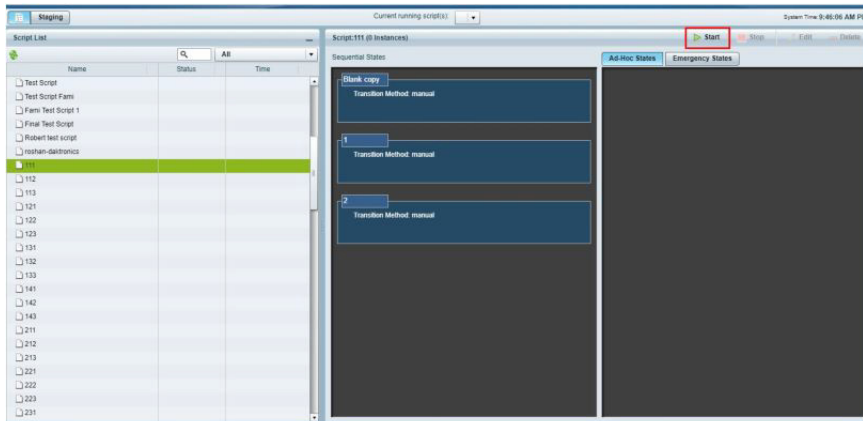 Staging
Current running script(s):
System Time 9:46:06 AM
Script List
Script:111 (0 Instances)
Start
Stop
Edit
Delete
All
Sequential States
Ad-Hoc States
Emergency States
Name
Status
Time
Test Script
Test Script Fami
Fami Test Script 1
Final Test Script
Robert test script
roshan-daktronics
111
112
113
121
122
123
131
132
133
141
142
143
211
212
213
221
222
223
231
Blank copy
Transition Method: manual
1
Transition Method: manual
2
Transition Method: manual